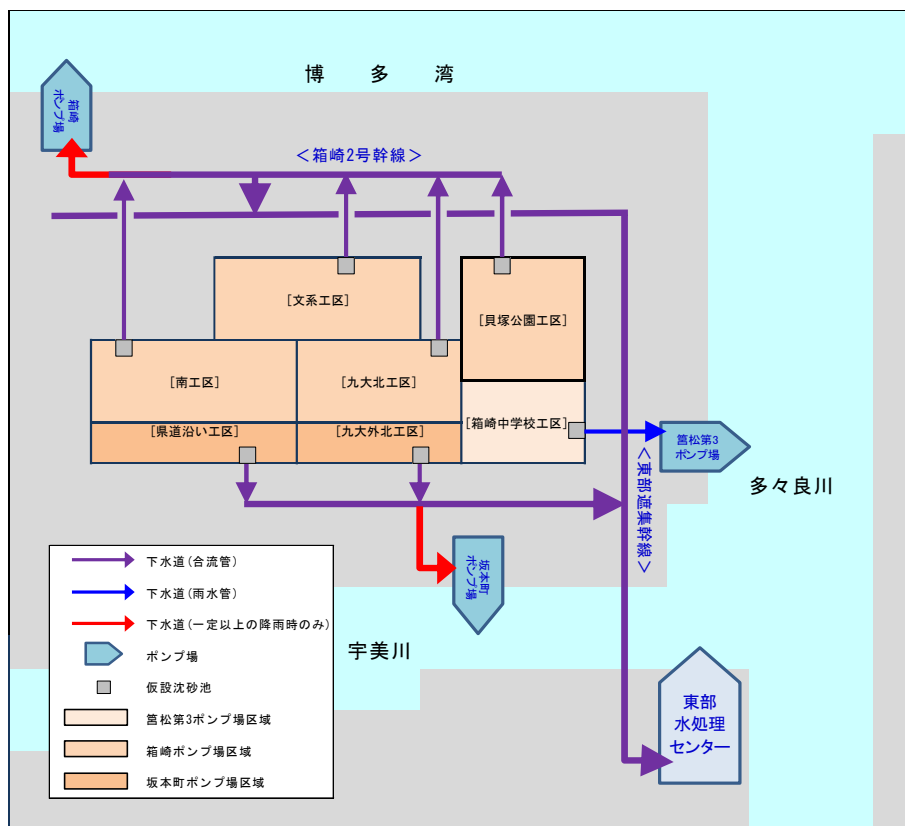 博 多 湾
箱崎
ポンプ場
＜箱崎2号幹線＞
[文系工区]
[貝塚公園工区]
[南工区]
[九大北工区]
[箱崎中学校工区]
[県道沿い工区]
[九大外北工区]
筥松第3
ポンプ場
多々良川
＜東部遮集幹線＞
坂本町
ポンプ場
宇美川
下水道(合流管)
下水道(雨水管)
下水道(一定以上の降雨時のみ)
ポンプ場
仮設沈砂池
筥松第3ポンプ場区域
箱崎ポンプ場区域
坂本町ポンプ場区域
東部
水処理
センター